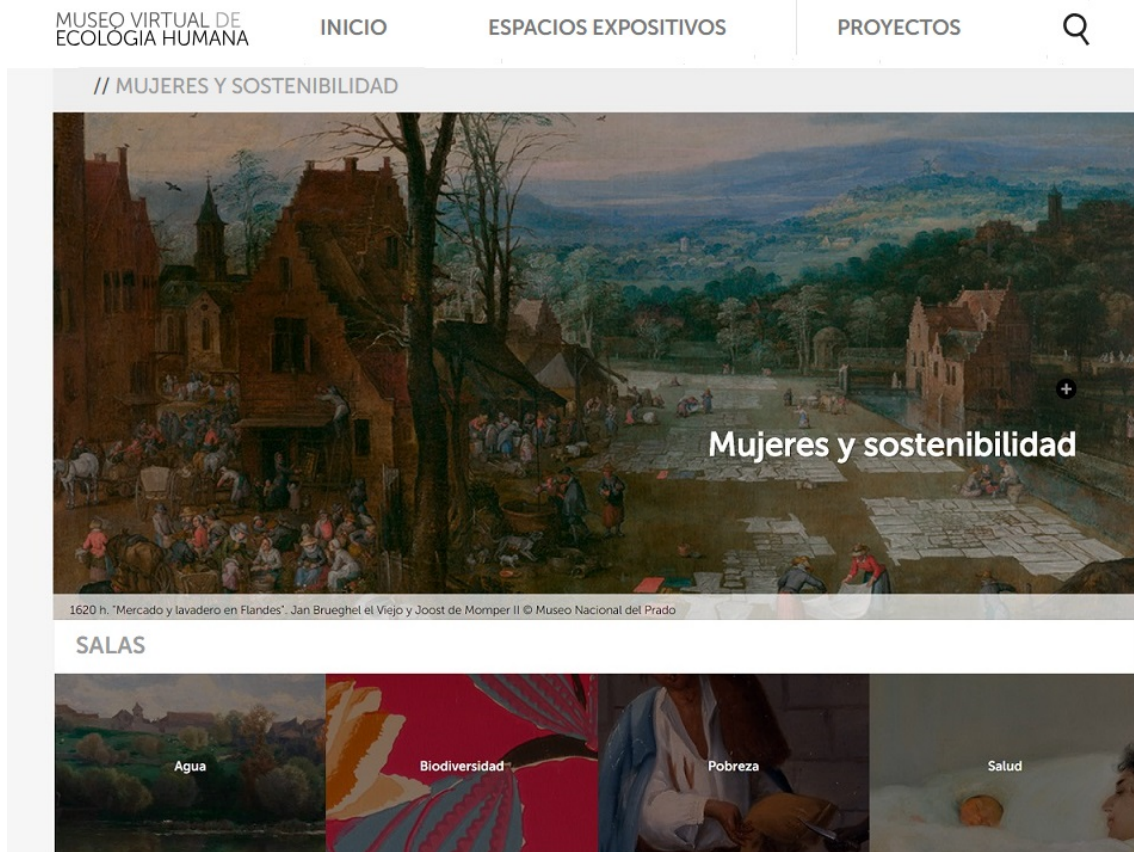 MUSEO VIRTUAL DE
ECOLOGÍA HUMANA
INICIO
ESPACIOS EXPOSITIVOS
PROYECTOS
// MUJERES Y SOSTENIBILIDAD
Mujeres y sostenibilidad
1620 h. "Mercado y lavadero en Flandes". Jan Brueghel el Viejo y Joost de Momper II © Museo Nacional del Prado
SALAS
Agua
Biodiversidad
Pobreza
Salud